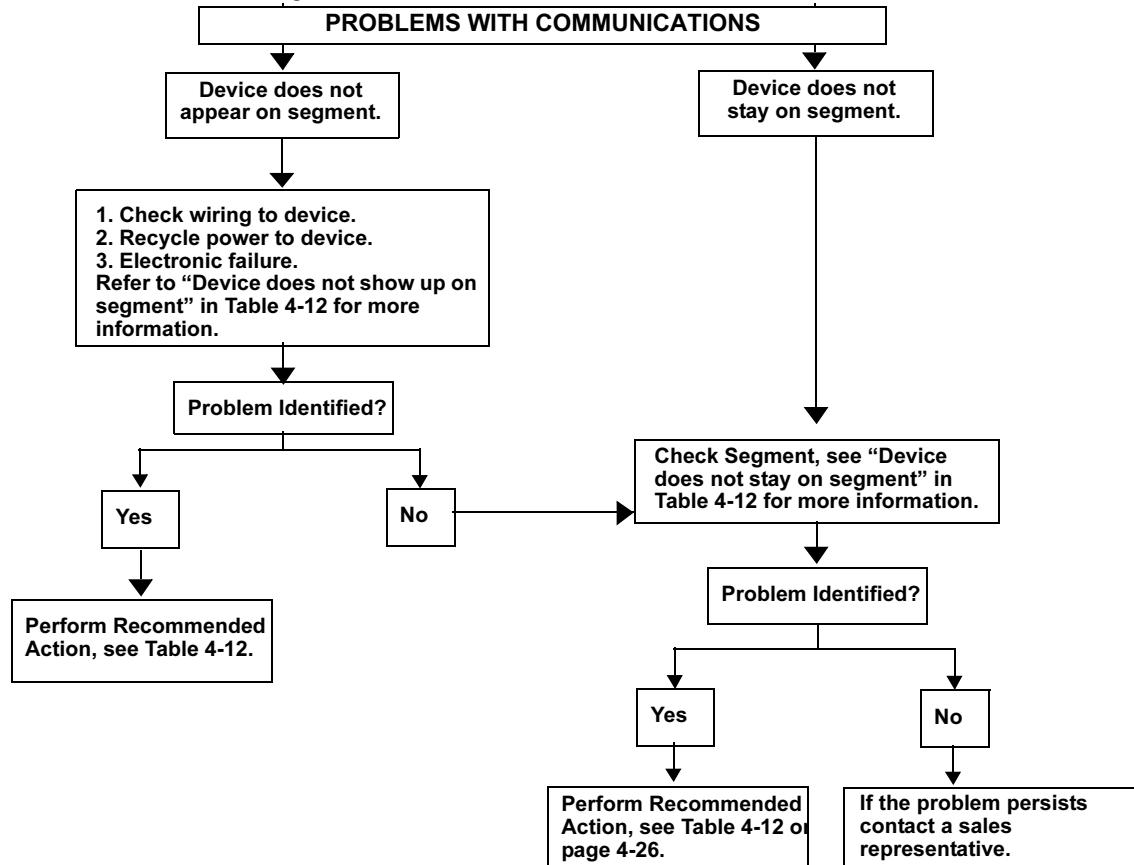 PROBLEMS WITH COMMUNICATIONS
Device does not
appear on segment.
Device does not
stay on segment.
1. Check wiring to device.
2. Recycle power to device.
3. Electronic failure.
Refer to “Device does not show up on
segment” in Table 4-12 for more
information.
Problem Identified?
Yes
No
Check Segment, see “Device
does not stay on segment” in
Table 4-12 for more information.
Perform Recommended
Action, see Table 4-12.
Problem Identified?
Yes
No
Perform Recommended
Action, see Table 4-12 on
page 4-26.
If the problem persists
contact a sales
representative.